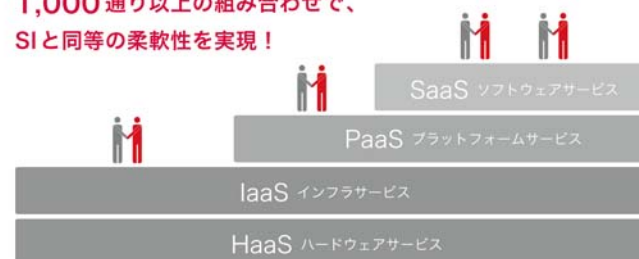 1,000通り以上の組み合わせで、
SIと同等の柔軟性を実現！
SaaS ソフトウェアサービス
PaaS プラットフォームサービス
IaaS インフラサービス
HaaS ハードウェアサービス